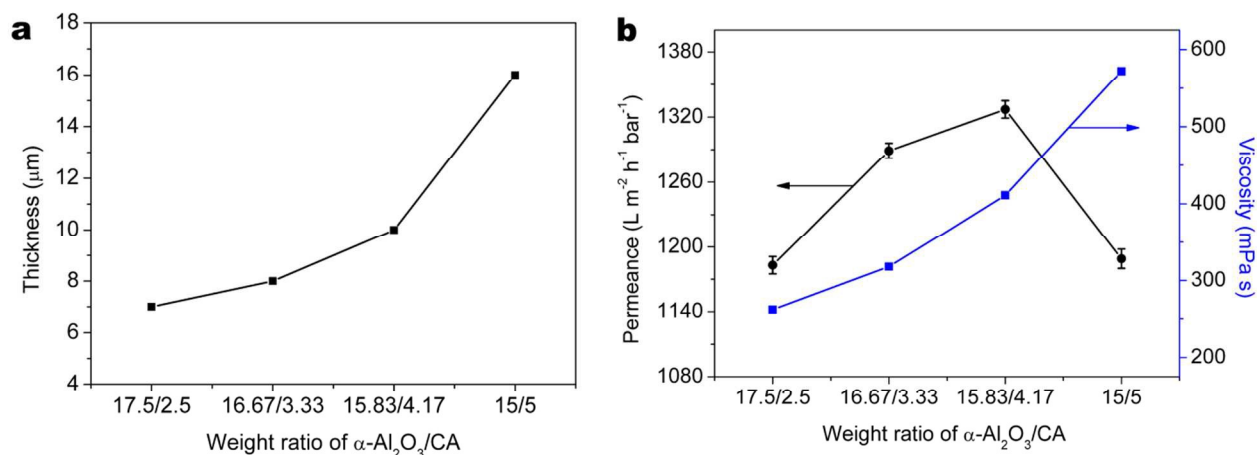 a
18
16
14
12
10
8
6
4
Thickness (μm)
17.5/2.5 16.67/3.33 15.83/4.17 15/5
Weight ratio of α-Al₂O₃/CA
b
1380
1320
1260
1200
1140
1080
Permeance (L m⁻² h⁻¹ bar⁻¹)
600
500
400
300
200
Viscosity (mPa s)
17.5/2.5 16.67/3.33 15.83/4.17 15/5
Weight ratio of α-Al₂O₃/CA